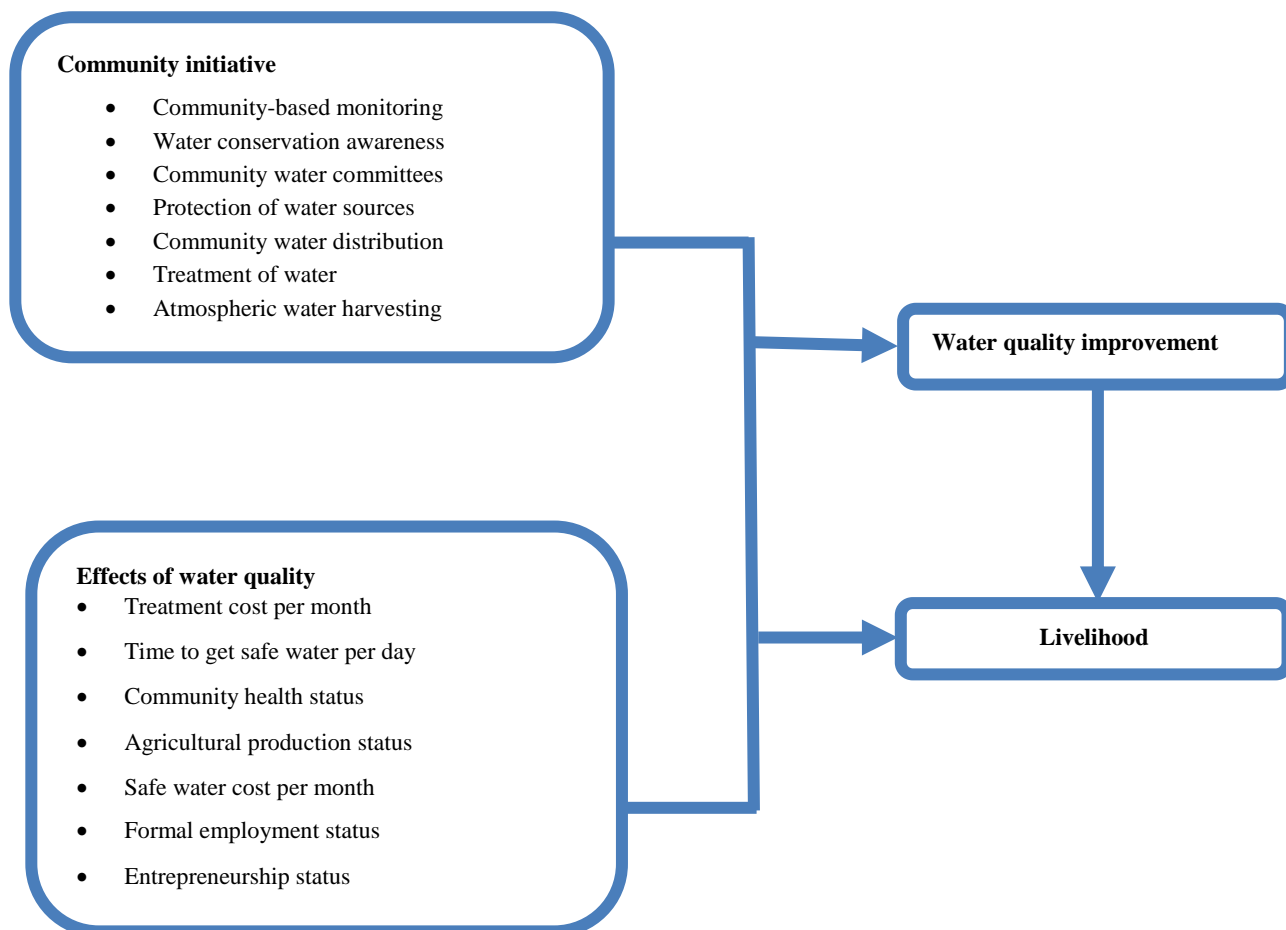 Community initiative
• Community-based monitoring
• Water conservation awareness
• Community water committees
• Protection of water sources
• Community water distribution
• Treatment of water
• Atmospheric water harvesting
Water quality improvement
Effects of water quality
• Treatment cost per month
• Time to get safe water per day
• Community health status
• Agricultural production status
• Safe water cost per month
• Formal employment status
• Entrepreneurship status
Livelihood